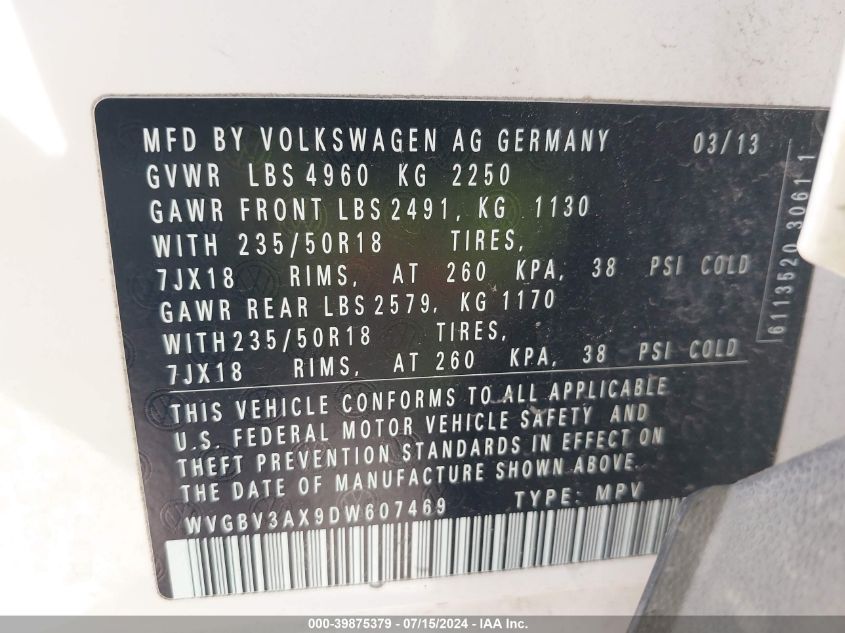 MFD BY VOLKSWAGEN AG GERMANY 03/13
GVWR LBS 4960 KG 2250
GAWR FRONT LBS 2491, KG 1130
WITH 235/50R18 TIRES,
7JX18 RIMS, AT 260 KPA, 38 PSI COLD
GAWR REAR LBS 2579, KG 1170
WITH 235/50R18 TIRES,
7JX18 RIMS, AT 260 KPA, 38 PSI COLD
THIS VEHICLE CONFORMS TO ALL APPLICABLE
U.S. FEDERAL MOTOR VEHICLE SAFETY AND
THEFT PREVENTION STANDARDS IN EFFECT ON
THE DATE OF MANUFACTURE SHOWN ABOVE.
WVGBV3AX9DW607469 TYPE: MPV
6113520 3061 1
000-39875379 - 07/15/2024 - IAA Inc.